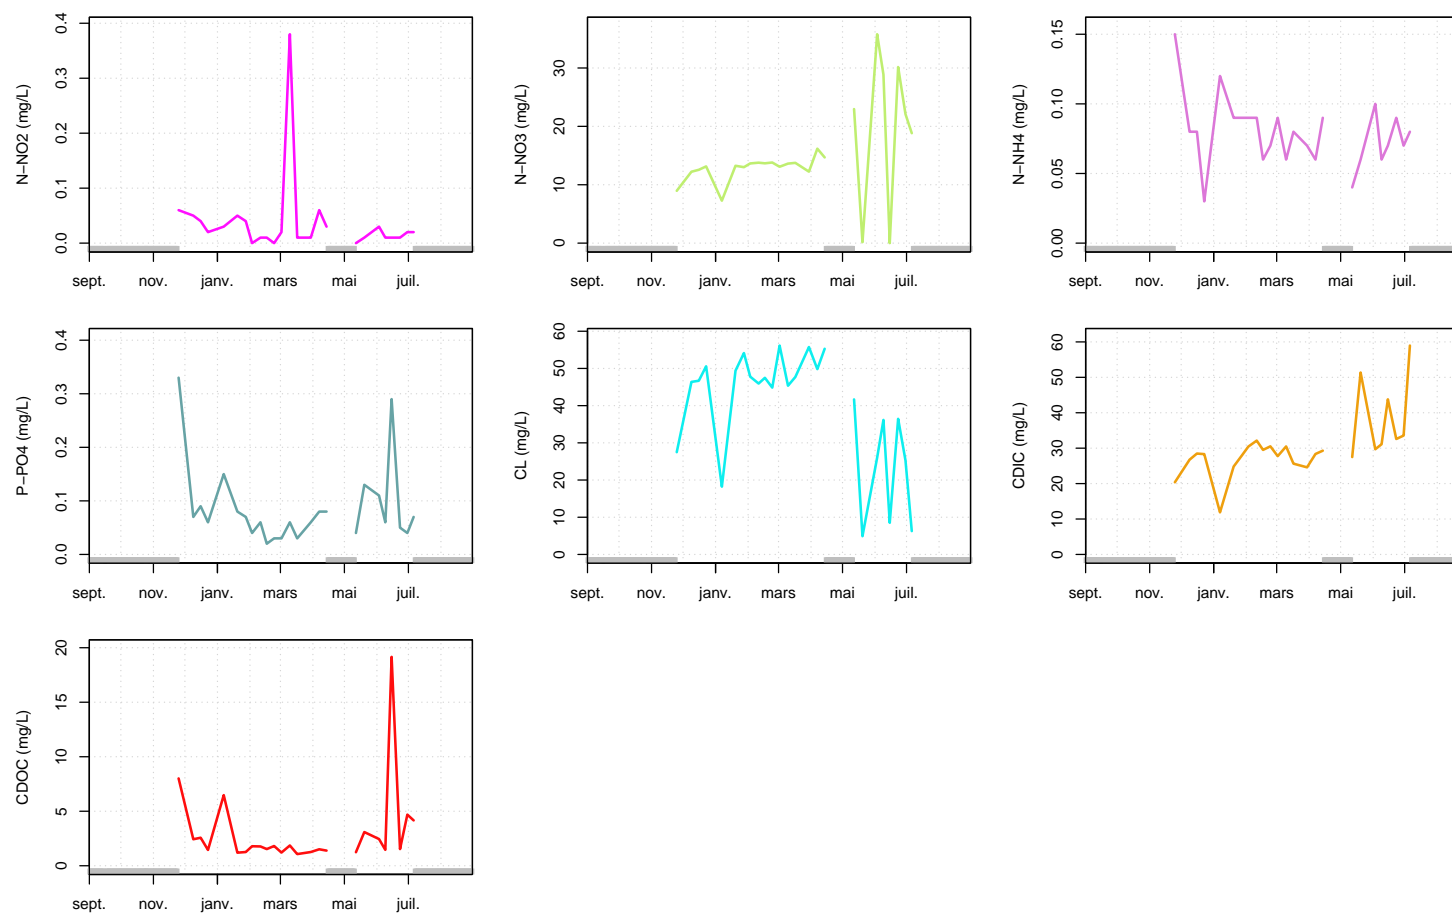 N−NO2 (mg/L)
0.0 0.1 0.2 0.3 0.4
sept. nov. janv. mars mai juil.
N−NO3 (mg/L)
0 10 20 30
sept. nov. janv. mars mai juil.
N−NH4 (mg/L)
0.00 0.05 0.10 0.15
sept. nov. janv. mars mai juil.
P−PO4 (mg/L)
0.0 0.1 0.2 0.3 0.4
sept. nov. janv. mars mai juil.
CL (mg/L)
0 10 20 30 40 50 60
sept. nov. janv. mars mai juil.
CDIC (mg/L)
0 10 20 30 40 50 60
sept. nov. janv. mars mai juil.
CDOC (mg/L)
0 5 10 15 20
sept. nov. janv. mars mai juil.